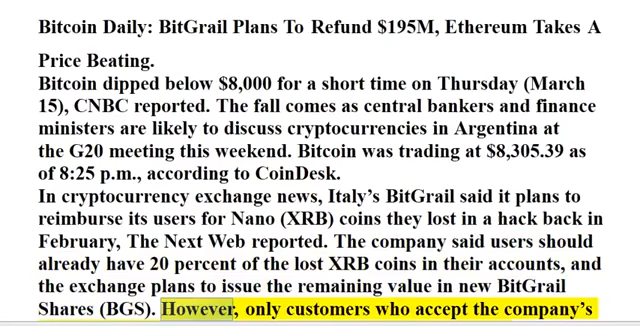 Bitcoin Daily: BitGrail Plans To Refund $195M, Ethereum Takes A
Price Beating.
Bitcoin dipped below $8,000 for a short time on Thursday (March
15), CNBC reported. The fall comes as central bankers and finance
ministers are likely to discuss cryptocurrencies in Argentina at
the G20 meeting this weekend. Bitcoin was trading at $8,305.39 as
of 8:25 p.m., according to CoinDesk.
In cryptocurrency exchange news, Italy’s BitGrail said it plans to
reimburse its users for Nano (XRB) coins they lost in a hack back in
February, The Next Web reported. The company said users should
already have 20 percent of the lost XRB coins in their accounts, and
the exchange plans to issue the remaining value in new BitGrail
Shares (BGS). However, only customers who accept the company’s